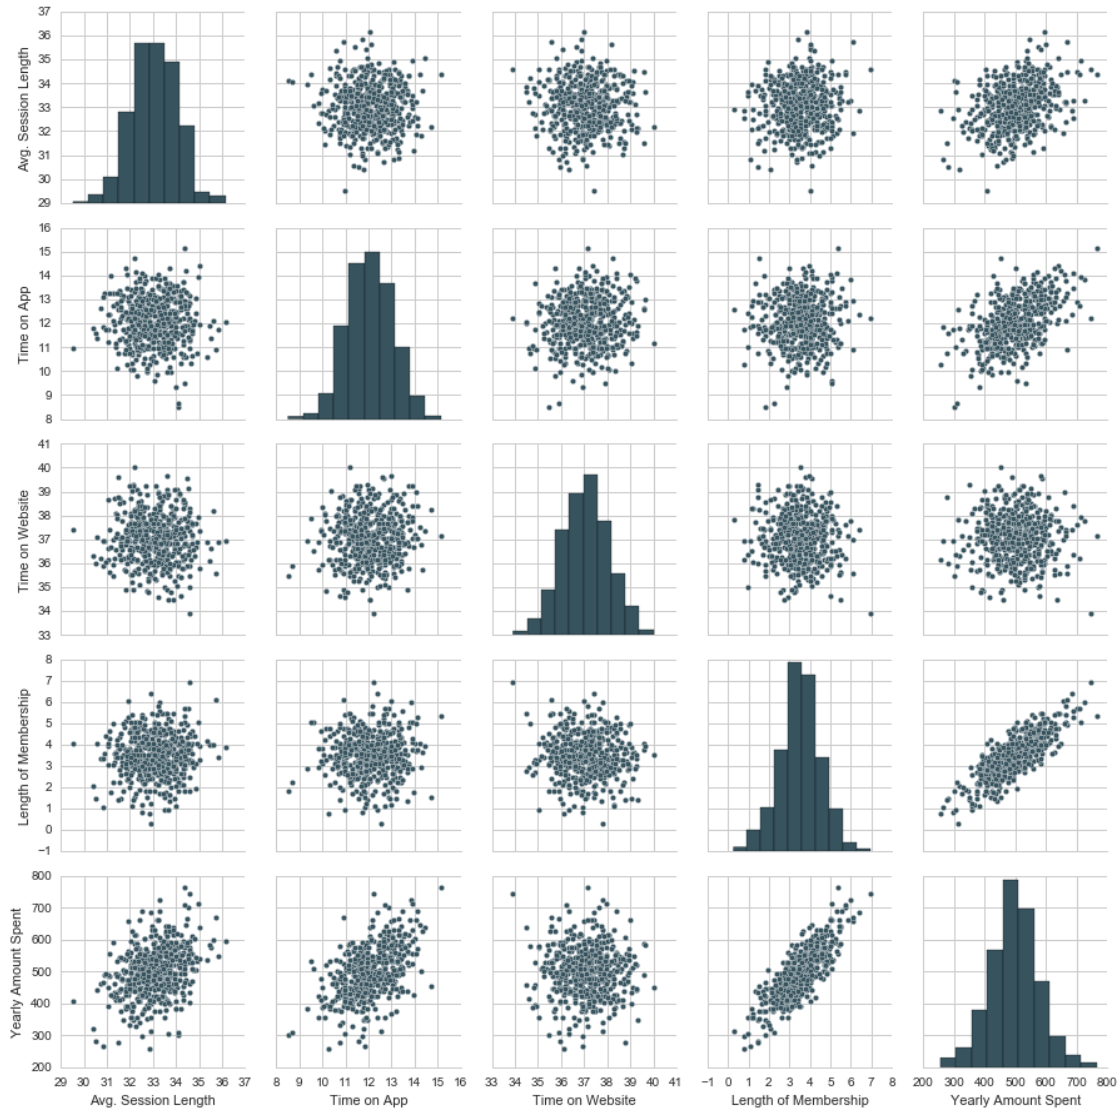 37
36
35
34
33
32
31
30
29
Avg. Session Length
16
15
14
13
12
11
10
9
8
Time on App
41
40
39
38
37
36
35
34
33
Time on Website
8
7
6
5
4
3
2
1
0
−1
Length of Membership
800
700
600
500
400
300
200
Yearly Amount Spent
29 30 31 32 33 34 35 36 37
Avg. Session Length
8 9 10 11 12 13 14 15 16
Time on App
33 34 35 36 37 38 39 40 41
Time on Website
−1 0 1 2 3 4 5 6 7 8
Length of Membership
200 300 400 500 600 700 800
Yearly Amount Spent